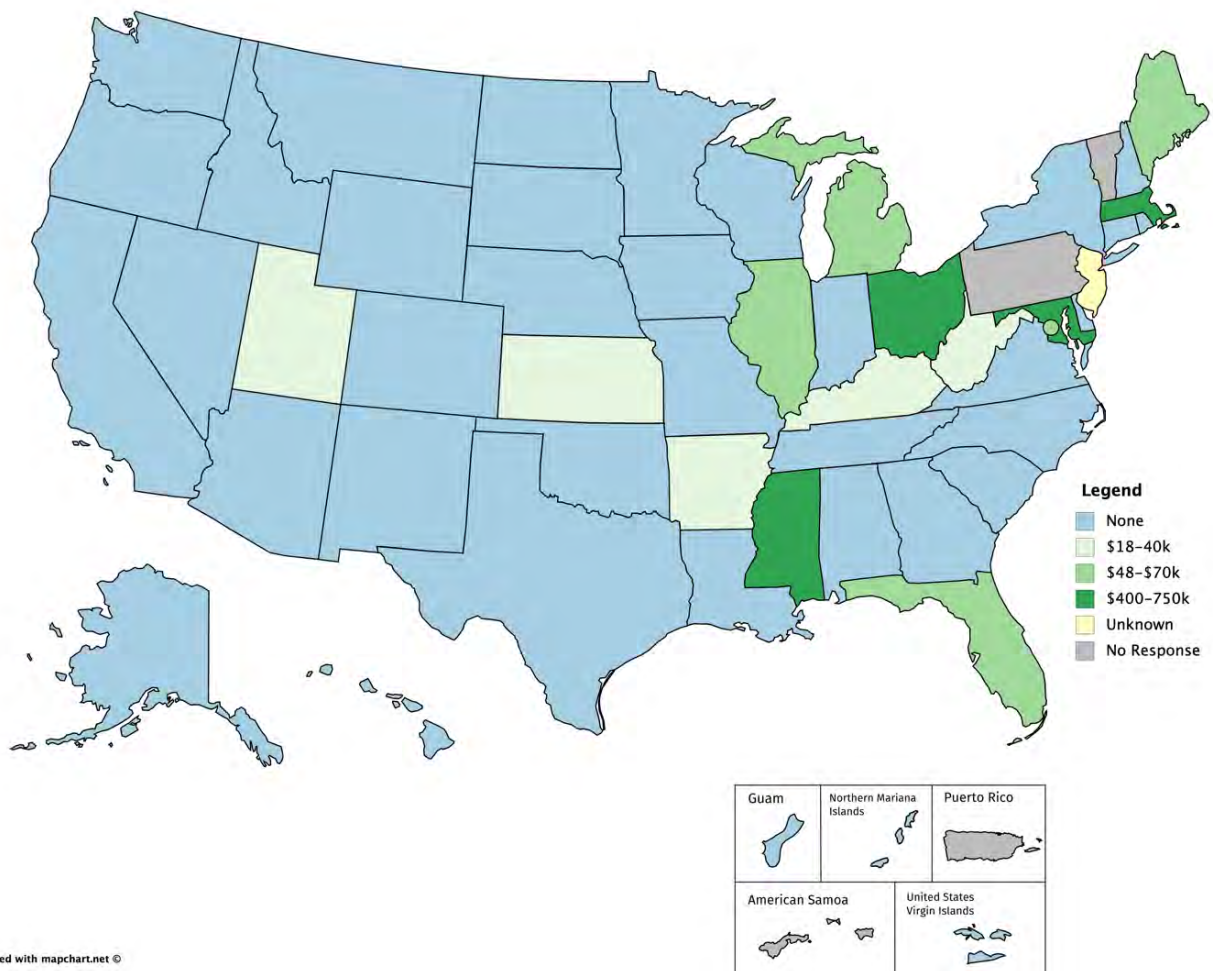 Legend
None
$18-40k
$48-$70k
$400-750k
Unknown
No Response
Guam
Northern Mariana
Islands
Puerto Rico
American Samoa
United States
Virgin Islands
ed with mapchart.net ©